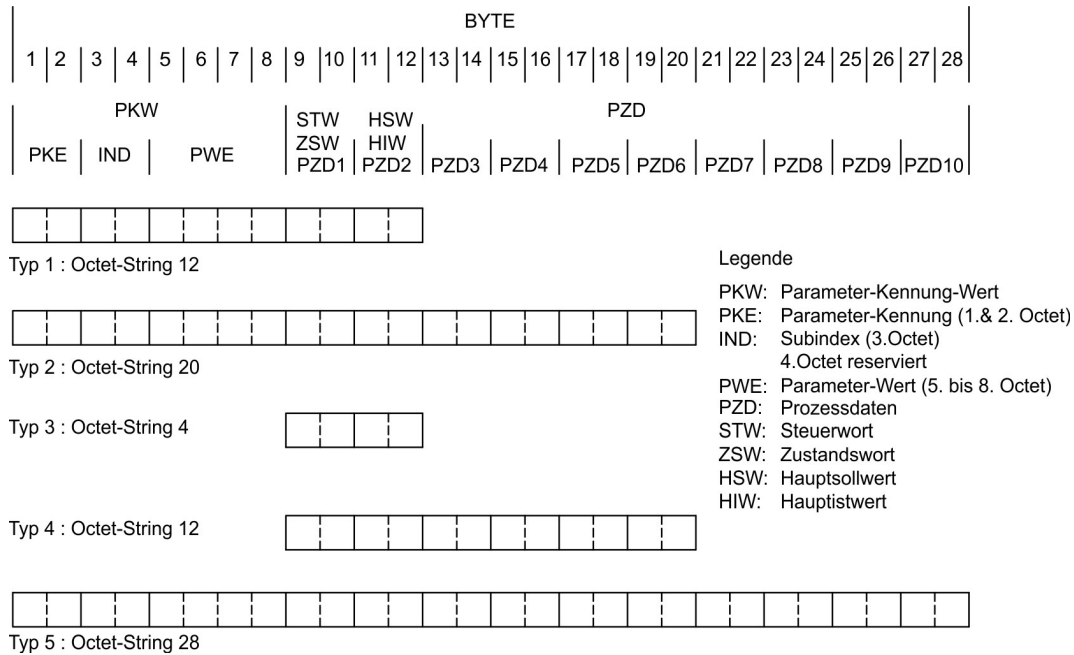 BYTE
1 2 3 4 5 6 7 8 9 10 11 12 13 14 15 16 17 18 19 20 21 22 23 24 25 26 27 28
PKW
PZD
STW HSW
ZSW HIW
PKE IND PWE
PZD1 PZD2 PZD3 PZD4 PZD5 PZD6 PZD7 PZD8 PZD9 PZD10
Typ 1 : Octet-String 12
Typ 2 : Octet-String 20
Typ 3 : Octet-String 4
Typ 4 : Octet-String 12
Typ 5 : Octet-String 28
Legende
PKW: Parameter-Kennung-Wert
PKE: Parameter-Kennung (1.& 2. Octet)
IND: Subindex (3.Octet)
4.Octet reserviert
PWE: Parameter-Wert (5. bis 8. Octet)
PZD: Prozessdaten
STW: Steuerwort
ZSW: Zustandswort
HSW: Hauptsollwert
HIW: Hauptistwert